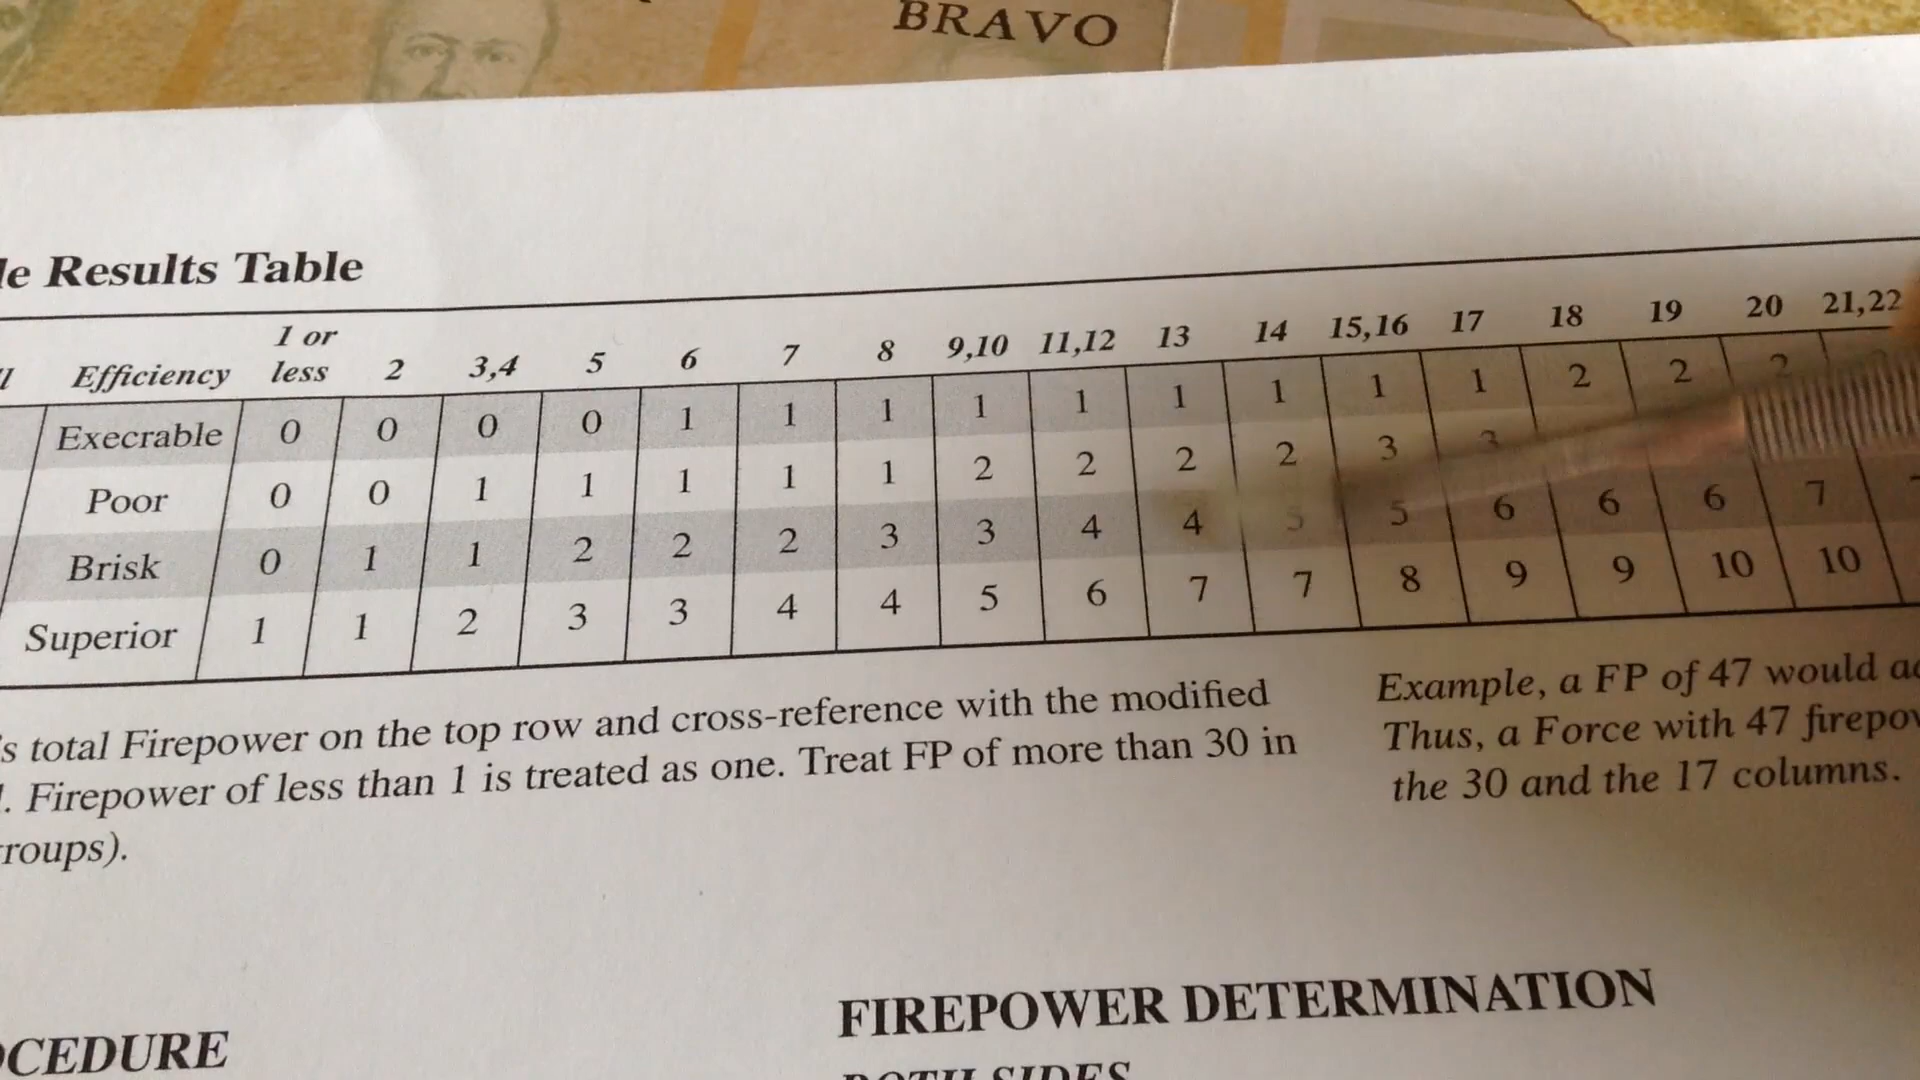 BRAVO
le Results Table
1 or
Efficiency less 2 3,4 5 6 7 8 9,10 11,12 13 14 15,16 17 18 19 20 21,22
Execrable 0 0 0 0 1 1 1 1 1 1 1 1 1 2 2 2
Poor 0 0 1 1 1 1 1 2 2 2 2 3 3
Brisk 0 1 1 2 2 2 3 3 4 4 5 5 6 6 6 7
Superior 1 1 2 3 3 4 4 5 6 7 7 8 9 9 10 10
's total Firepower on the top row and cross-reference with the modified
. Firepower of less than 1 is treated as one. Treat FP of more than 30 in
roups).
Example, a FP of 47 would
Thus, a Force with 47 firepow
the 30 and the 17 columns.
OCEDURE
FIREPOWER DETERMINATION
BOTH SIDES